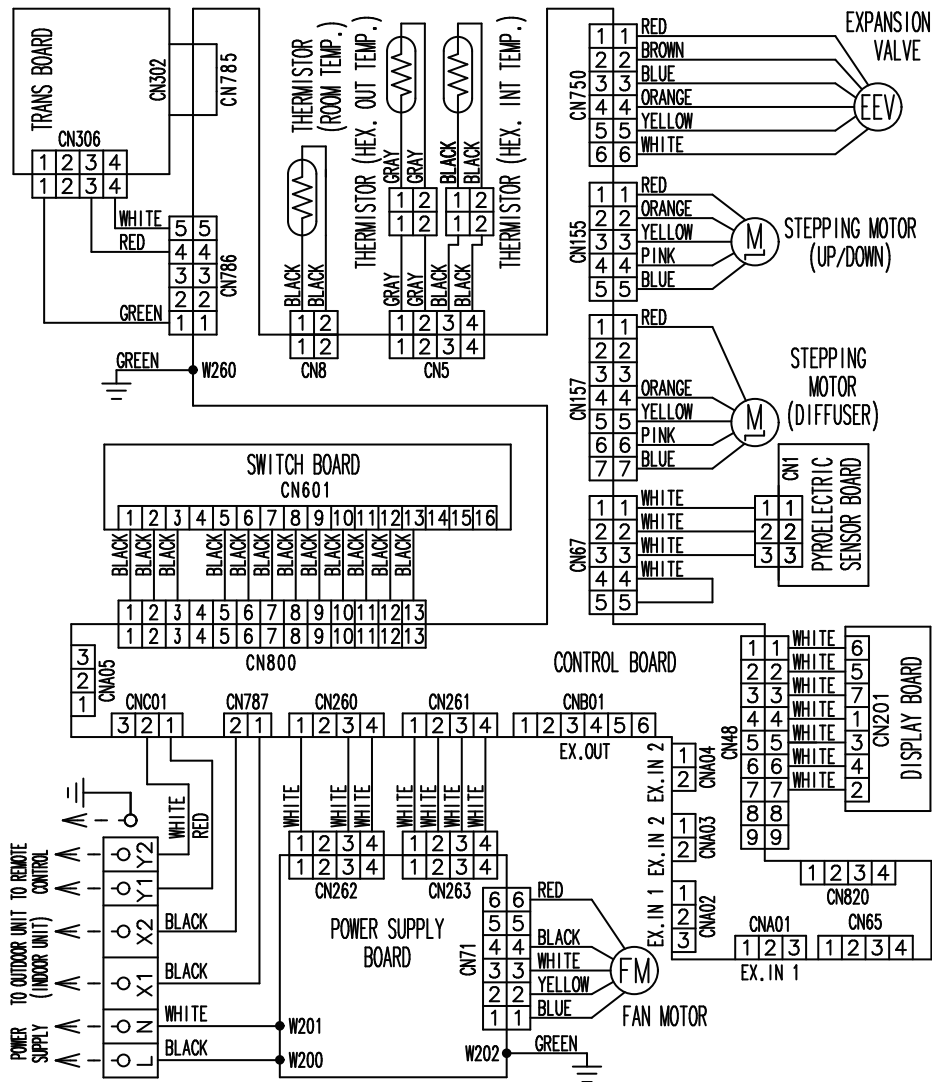 TRANS BOARD
CN302
CN785
CN306
1 2 3 4
1 2 3 4
WHITE
RED
GREEN
5 5
4 4
3 3
2 2
1 1
CN786
GREEN
W260
THERMISTOR
(ROOM TEMP.)
BLACK
BLACK
1 2
1 2
CN8
THERMISTOR (HEX. OUT TEMP.)
GRAY
GRAY
BLACK
BLACK
THERMISTOR (HEX. INT TEMP.)
1 2
1 2
1 2
1 2
GRAY
GRAY
BLACK
BLACK
1 2 3 4
1 2 3 4
CN5
EXPANSION
VALVE
EEV
CN750
1 1 RED
2 2 BROWN
3 3 BLUE
4 4 ORANGE
5 5 YELLOW
6 6 WHITE
CN155
1 1 RED
2 2 ORANGE
3 3 YELLOW
4 4 PINK
5 5 BLUE
M
STEPPING MOTOR
(UP/DOWN)
CN157
1 1 RED
2 2
3 3
4 4 ORANGE
5 5 YELLOW
6 6 PINK
7 7 BLUE
M
STEPPING
MOTOR
(DIFFUSER)
CN67
1 1 WHITE
2 2 WHITE
3 3 WHITE
4 4 WHITE
5 5
1 1
2 2
3 3
CN1
PYROELECTRIC
SENSOR BOARD
SWITCH BOARD
CN601
1 2 3 4 5 6 7 8 9 10 11 12 13 14 15 16
BLACK
BLACK
BLACK
BLACK
BLACK
BLACK
BLACK
BLACK
BLACK
BLACK
BLACK
BLACK
1 2 3 4 5 6 7 8 9 10 11 12 13
1 2 3 4 5 6 7 8 9 10 11 12 13
CN800
3
2
1
CNA05
CONTROL BOARD
CN48
1 1 WHITE 6
2 2 WHITE 5
3 3 WHITE 7
4 4 WHITE 1
5 5 WHITE 3
6 6 WHITE 4
7 7 WHITE 2
8 8
9 9
CN201
DISPLAY BOARD
CNC01
3 2 1
CN787
2 1
CN260
1 2 3 4
CN261
1 2 3 4
CNB01
1 2 3 4 5 6
EX.OUT
EX.IN 2
1
2
CNA04
EX.IN 2
1
2
CNA03
EX.IN 1
1
2
3
CNA02
CNA01
1 2 3
EX.IN 1
1 2 3 4
CN820
CN65
1 2 3 4
WHITE
RED
WHITE
WHITE
WHITE
WHITE
WHITE
WHITE
WHITE
1 2 3 4
1 2 3 4
CN262
1 2 3 4
1 2 3 4
CN263
POWER SUPPLY
BOARD
CN71
6 6 RED
5 5
4 4 BLACK
3 3 WHITE
2 2 YELLOW
1 1 BLUE
FM
FAN MOTOR
TO REMOTE
CONTROL
Y2
Y1
TO OUTDOOR UNIT
(INDOOR UNIT)
X2 BLACK
X1 BLACK
POWER
SUPPLY
N WHITE
L BLACK
W201
W200
W202
GREEN